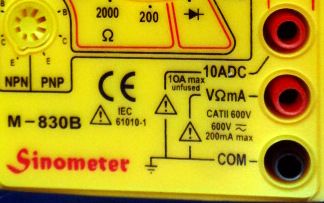 2000 200
Ω
B C E
E
NPN PNP
10ADC
10A max
unfused
VΩmA
CE
IEC
61010-1
CATII 600V
600V
200mA max
M-830B
Sinometer
COM